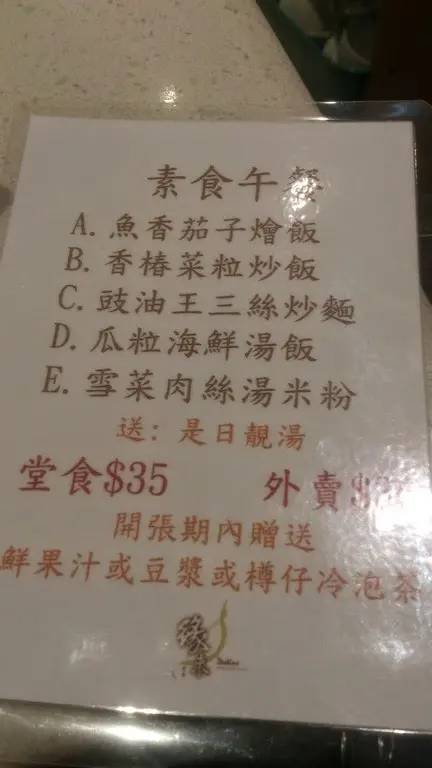 素食午餐
A. 魚香茄子燴飯
B. 香椿菜粒炒飯
C. 豉油王三絲炒麵
D. 瓜粒海鮮湯飯
E. 雪菜肉絲湯米粉
送：是日靚湯
堂食$35 外賣
開張期內贈送
鮮果汁或豆漿或樽仔冷泡茶